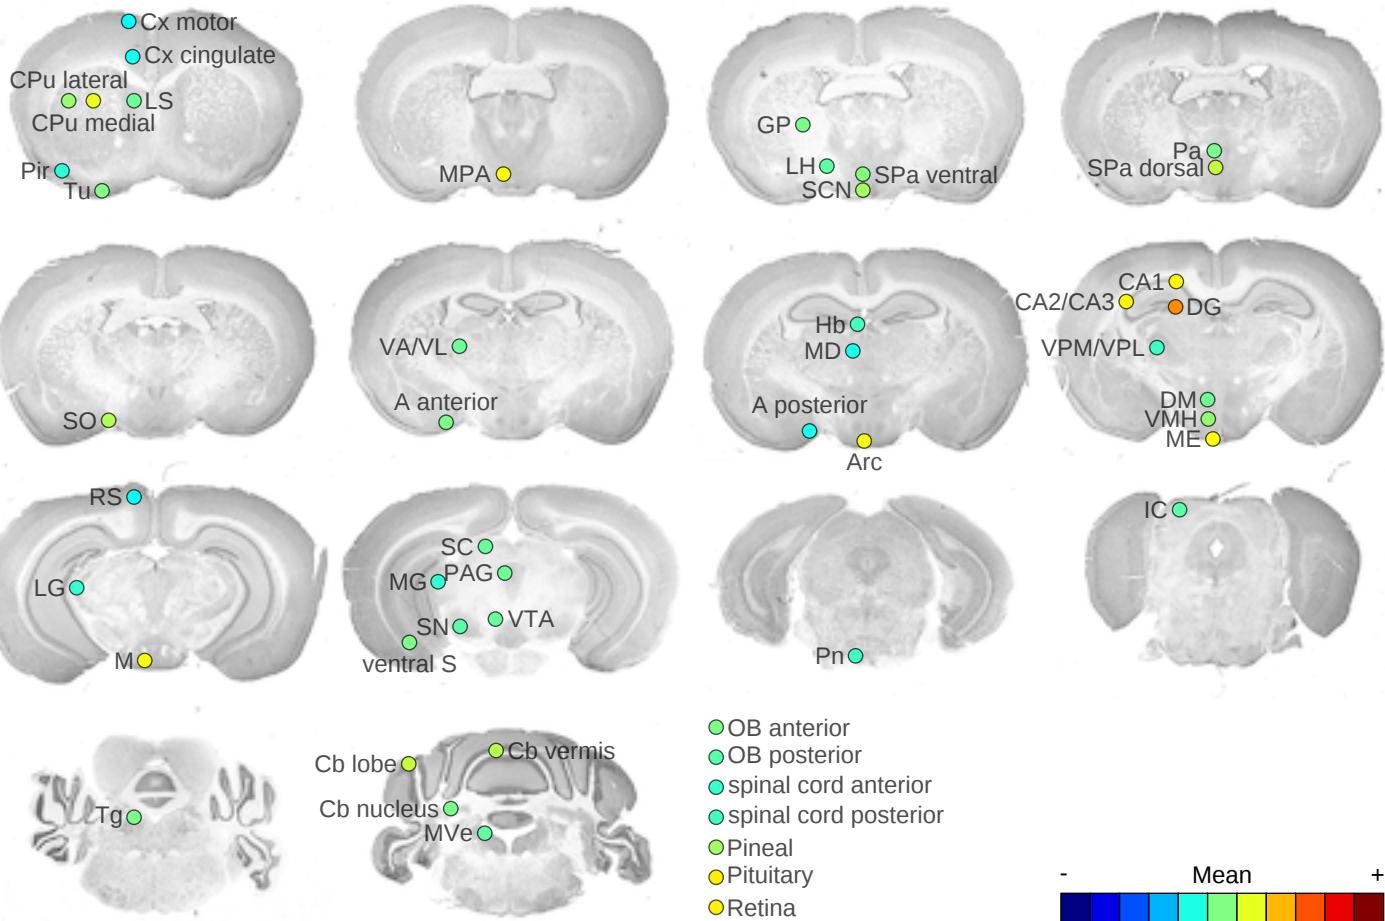 Cx motor
Cx cingulate
CPu lateral
LS
CPu medial
Pir
Tu
MPA
GP
LH
SPa ventral
SCN
Pa
SPa dorsal
SO
VA/VL
A anterior
Hb
MD
A posterior
Arc
CA1
CA2/CA3
DG
VPM/VPL
DM
VMH
ME
RS
LG
M
SC
MG
PAG
SN
VTA
ventral S
Pn
IC
Tg
Cb lobe
Cb vermis
Cb nucleus
MVe
OB anterior
OB posterior
spinal cord anterior
spinal cord posterior
Pineal
Pituitary
Retina
- Mean +